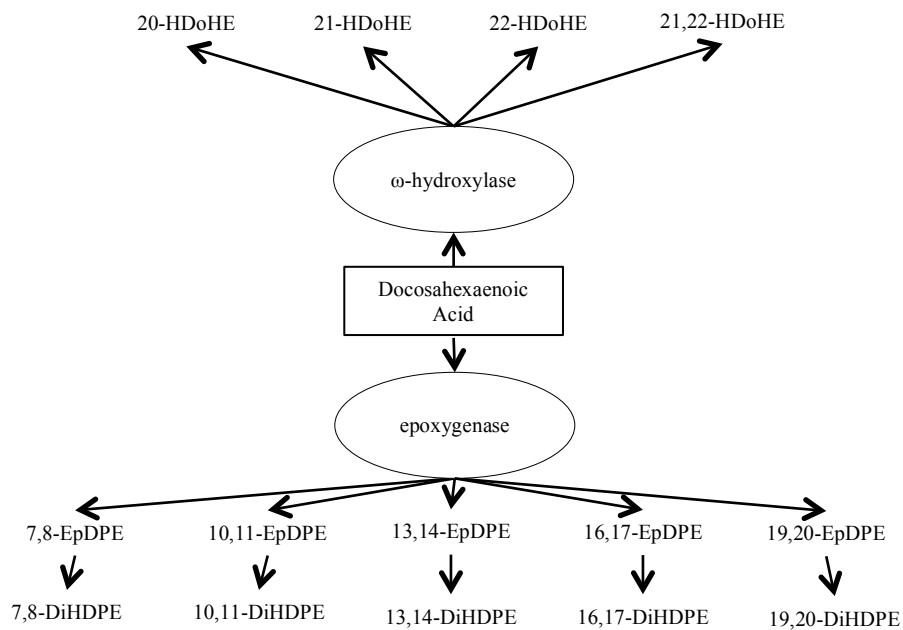 20-HDoHE 21-HDoHE 22-HDoHE 21,22-HDoHE
ω-hydroxylase
Docosahexaenoic
Acid
epoxygenase
7,8-EpDPE 10,11-EpDPE 13,14-EpDPE 16,17-EpDPE 19,20-EpDPE
7,8-DiHDPE 10,11-DiHDPE 13,14-DiHDPE 16,17-DiHDPE 19,20-DiHDPE